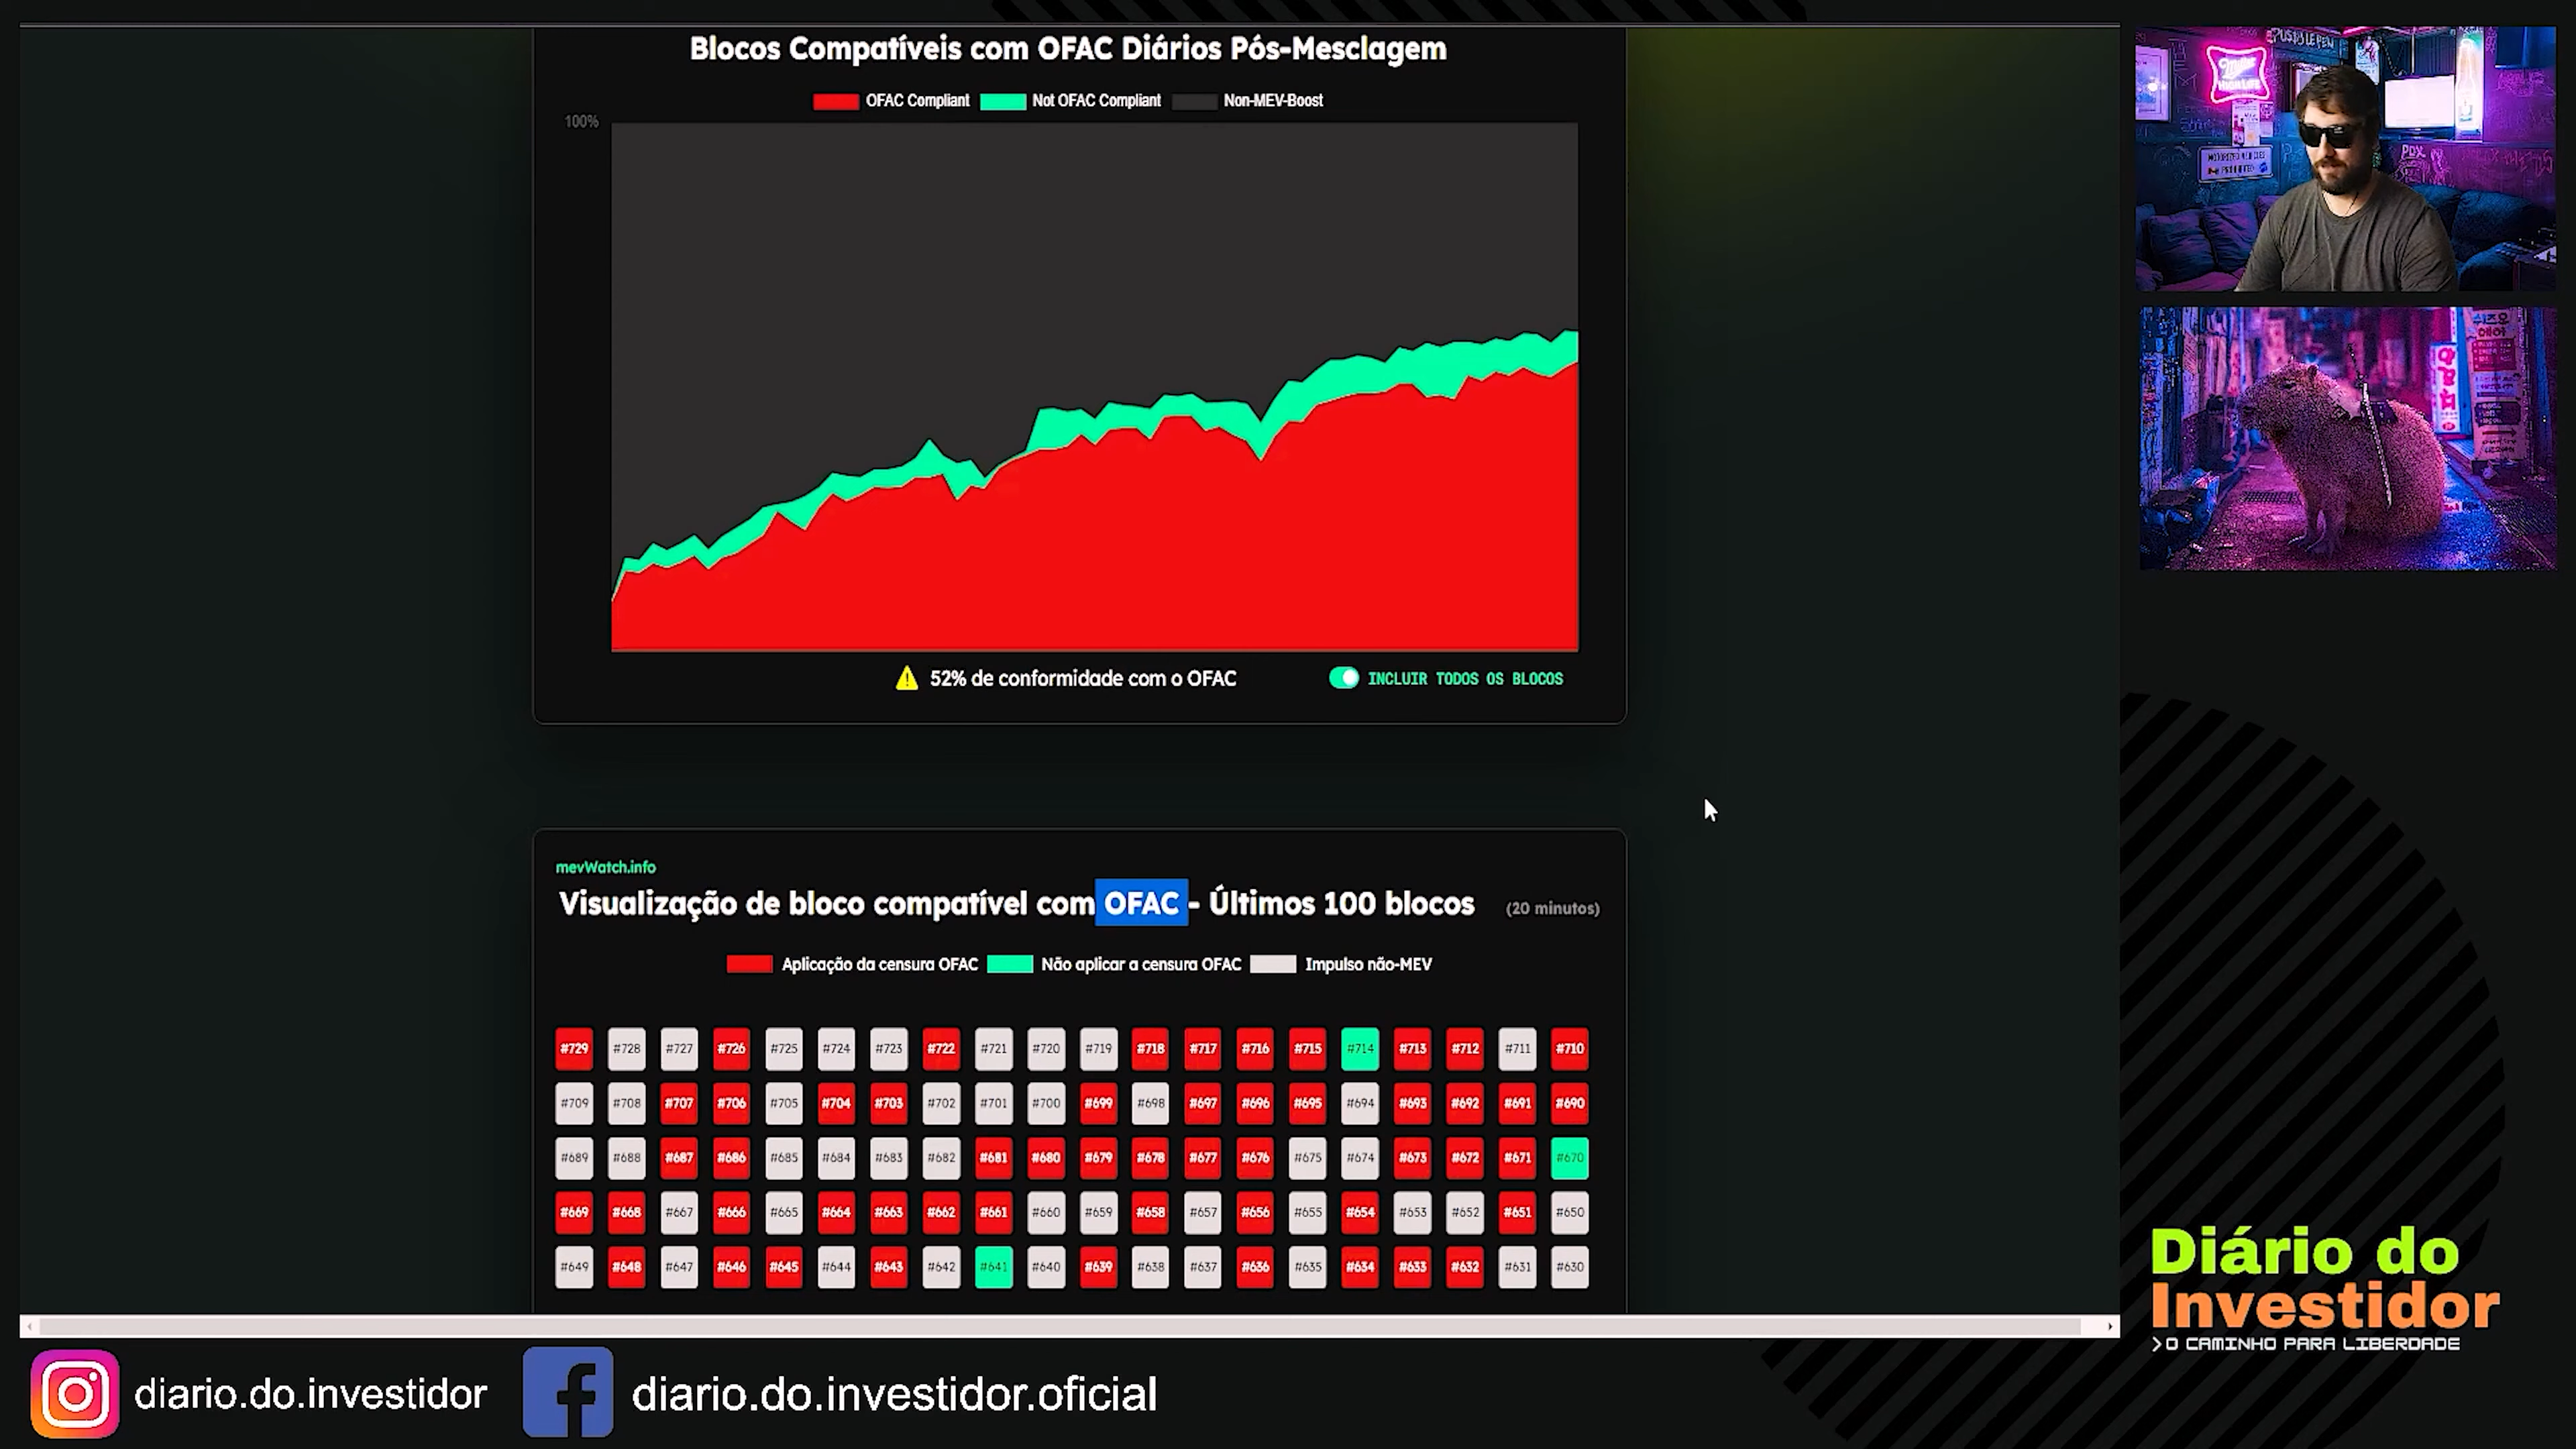 Blocos Compatíveis com OFAC Diários Pós-Mesclagem
OFAC Compliant Not OFAC Compliant Non-MEV-Boost
100%
52% de conformidade com o OFAC
INCLUIR TODOS OS BLOCOS
mevWatch.info
Visualização de bloco compatível com OFAC - Últimos 100 blocos (20 minutos)
Aplicação da censura OFAC Não aplicar a censura OFAC Impulso não-MEV
#729 #728 #727 #726 #725 #724 #723 #722 #721 #720 #719 #718 #717 #716 #715 #714 #713 #712 #711 #710
#709 #708 #707 #706 #705 #704 #703 #702 #701 #700 #699 #698 #697 #696 #695 #694 #693 #692 #691 #690
#689 #688 #687 #686 #685 #684 #683 #682 #681 #680 #679 #678 #677 #676 #675 #674 #673 #672 #671 #670
#669 #668 #667 #666 #665 #664 #663 #662 #661 #660 #659 #658 #657 #656 #655 #654 #653 #652 #651 #650
#649 #648 #647 #646 #645 #644 #643 #642 #641 #640 #639 #638 #637 #636 #635 #634 #633 #632 #631 #630
Diário do
Investidor
>O CAMINHO PARA LIBERDADE
diario.do.investidor
diario.do.investidor.oficial